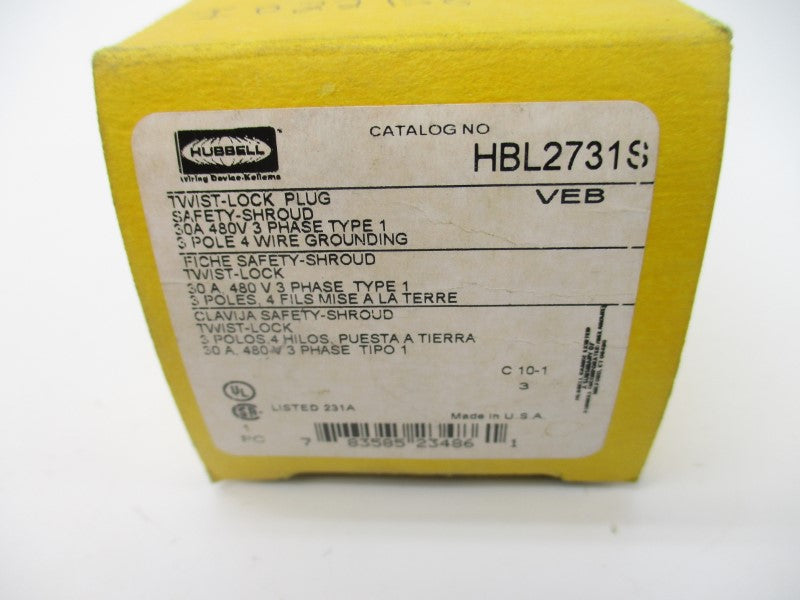 HUBBELL
Wiring Device-Kellems
CATALOG NO
HBL2731S
VEB
TWIST-LOCK PLUG
SAFETY-SHROUD
30A 480V 3 PHASE TYPE 1
3 POLE 4 WIRE GROUNDING
FICHE SAFETY-SHROUD
TWIST-LOCK
30 A, 480 V 3 PHASE TYPE 1
3 POLES, 4 FILS MISE A LA TERRE
CLAVIJA SAFETY-SHROUD
TWIST-LOCK
3 POLOS,4 HILOS, PUESTA A TIERRA
30 A, 480-V 3 PHASE TIPO 1
C 10-1
3
UL
LISTED 231A
Made in U.S.A.
1
PC
7 83585 23486 1